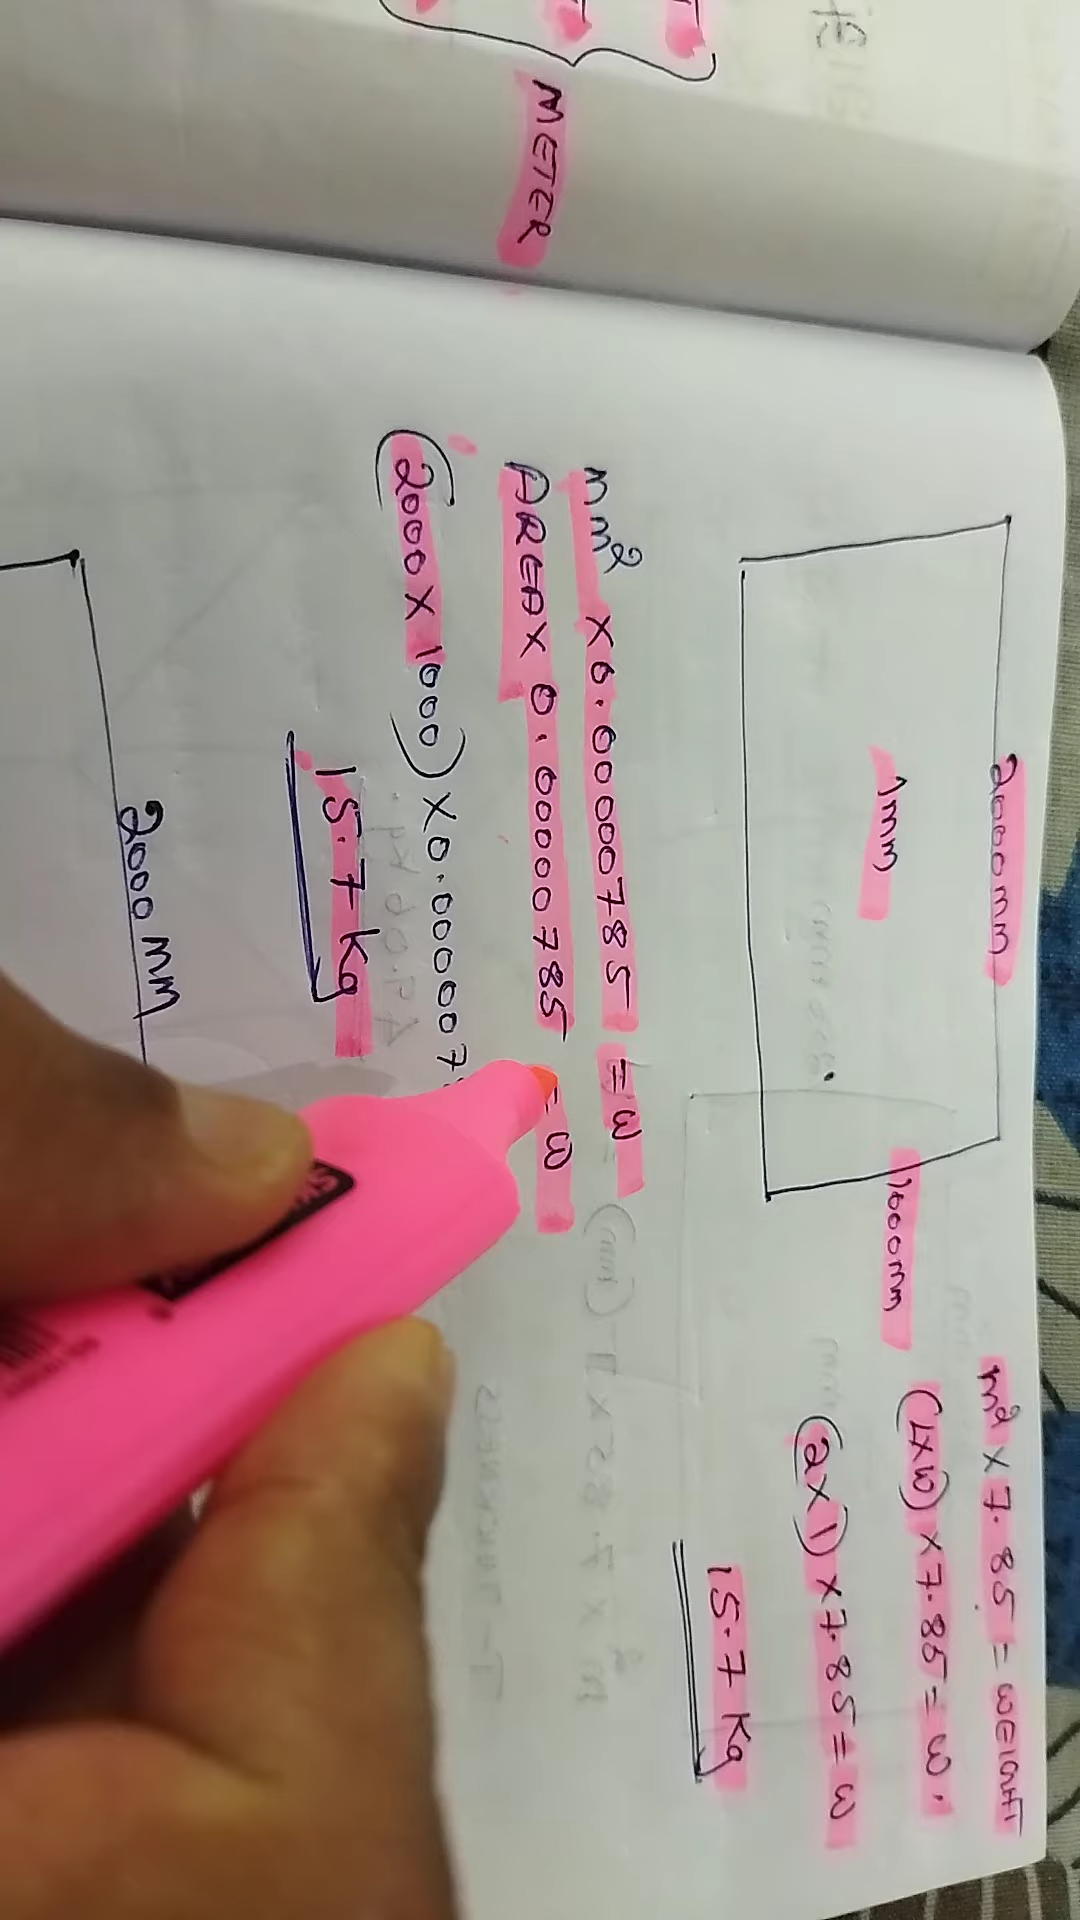 METER
2000mm
1mm
1000mm
m² x 7.85 = WEIGHT
(LxW) x 7.85 = W.
(2x1) x 7.85 = W
15.7 Kg
mm² x 0.00000785 = W
AREA x 0.00000785 = W
(2000 x 1000) x 0.0000078
15.7 Kg
2000 mm